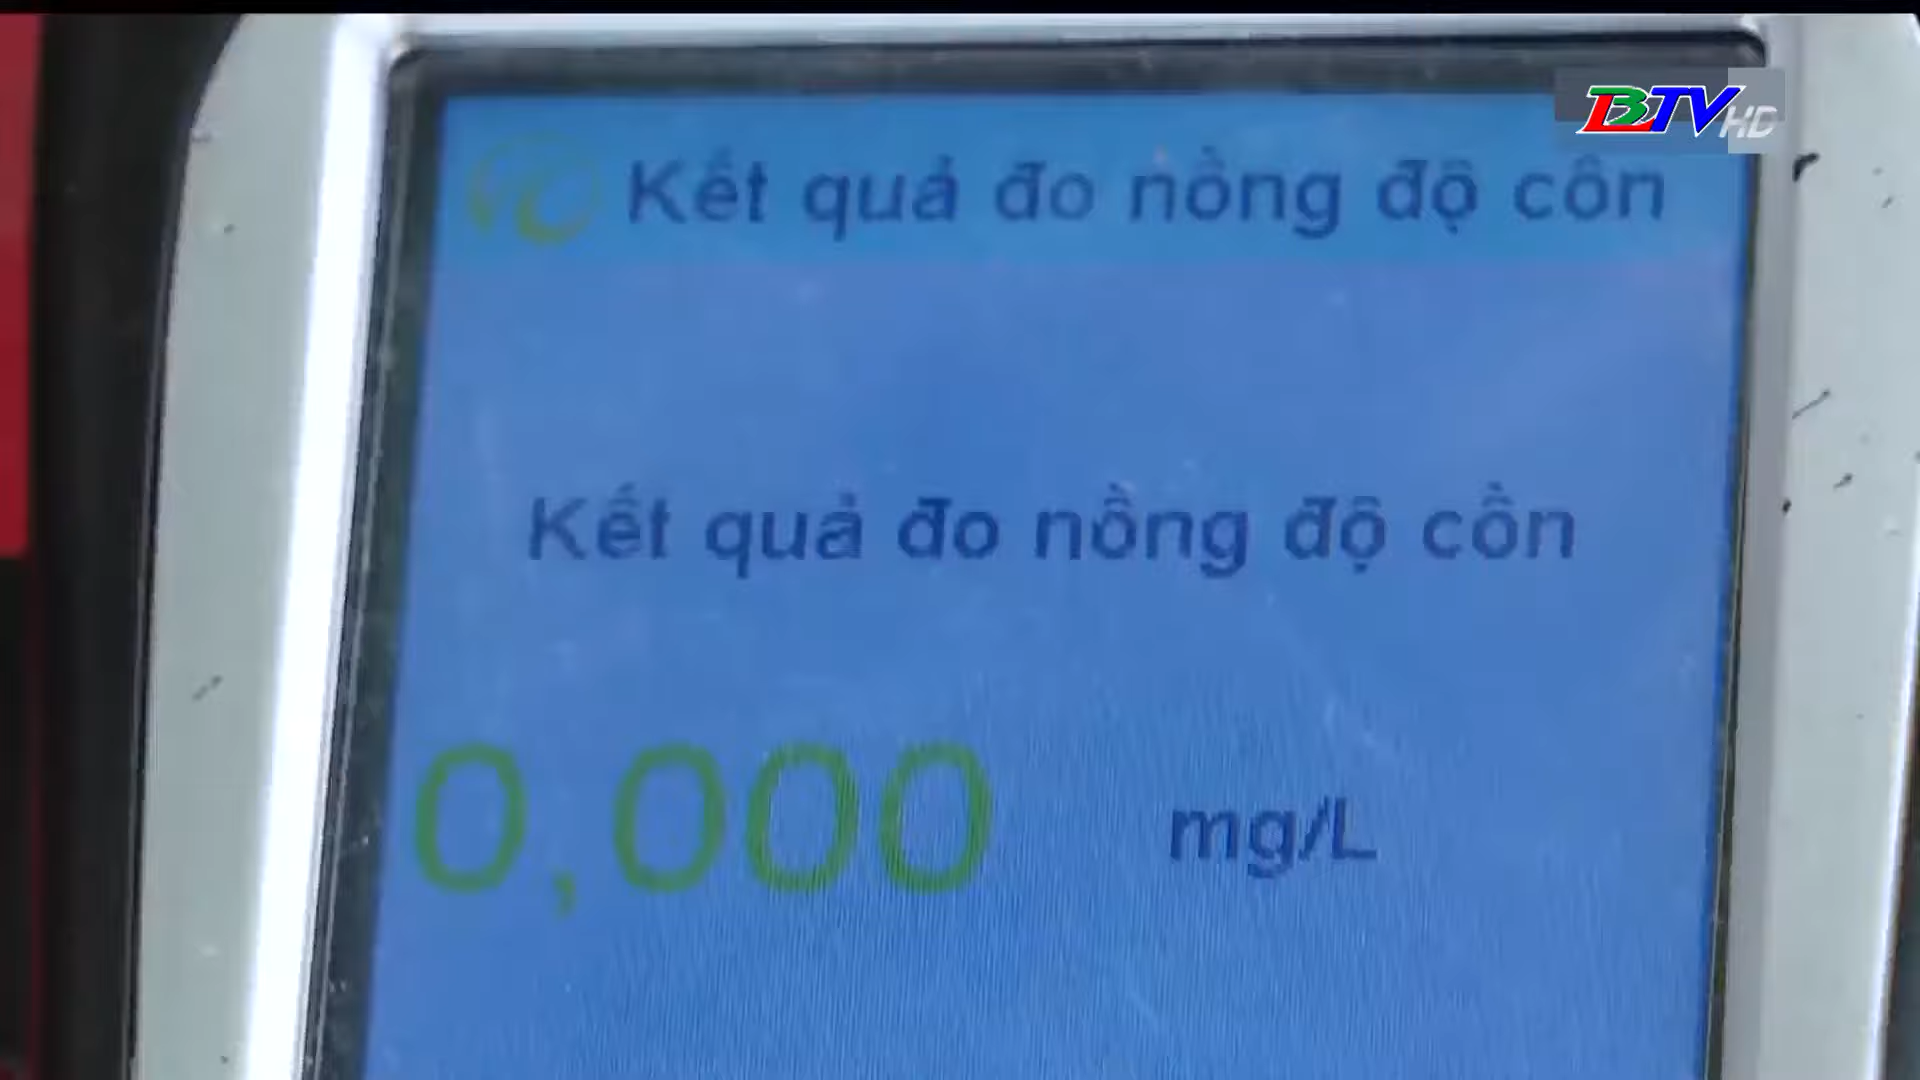 BTV HD
Kết quả đo nồng độ cồn
Kết quả đo nồng độ cồn
0,000 mg/L